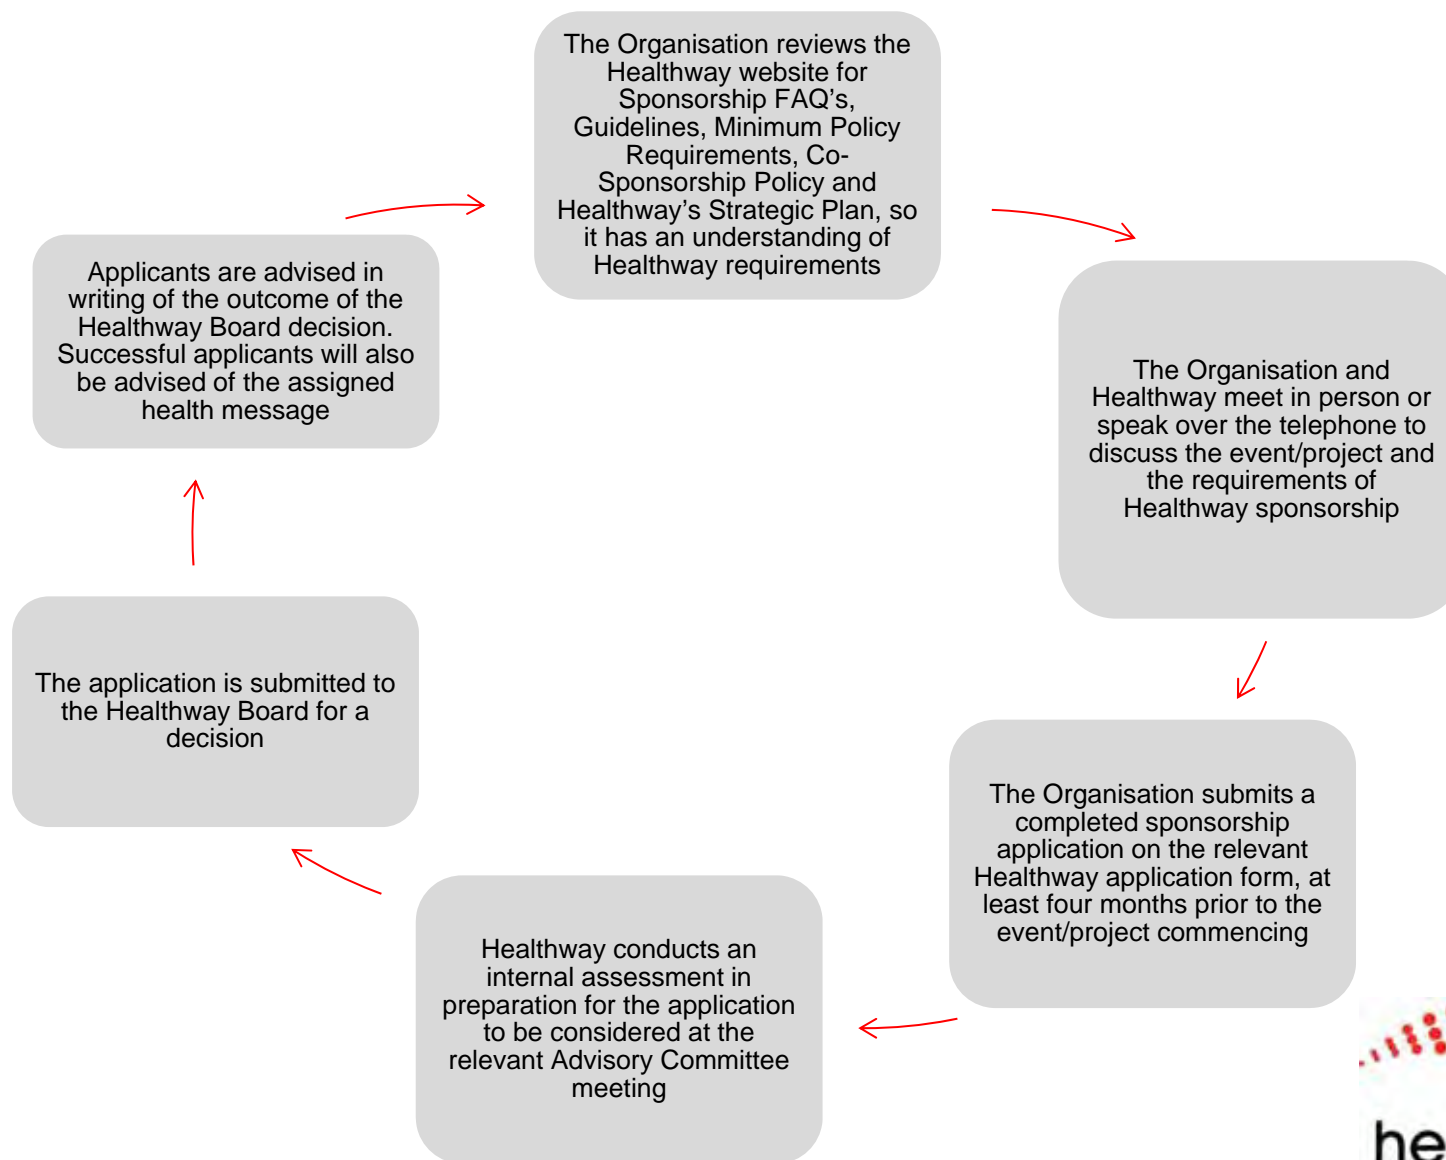 The Organisation reviews the
Healthway website for
Sponsorship FAQ’s,
Guidelines, Minimum Policy
Requirements, Co-
Sponsorship Policy and
Healthway’s Strategic Plan, so
it has an understanding of
Healthway requirements
The Organisation and
Healthway meet in person or
speak over the telephone to
discuss the event/project and
the requirements of
Healthway sponsorship
The Organisation submits a
completed sponsorship
application on the relevant
Healthway application form, at
least four months prior to the
event/project commencing
Healthway conducts an
internal assessment in
preparation for the application
to be considered at the
relevant Advisory Committee
meeting
The application is submitted to
the Healthway Board for a
decision
Applicants are advised in
writing of the outcome of the
Healthway Board decision.
Successful applicants will also
be advised of the assigned
health message
he